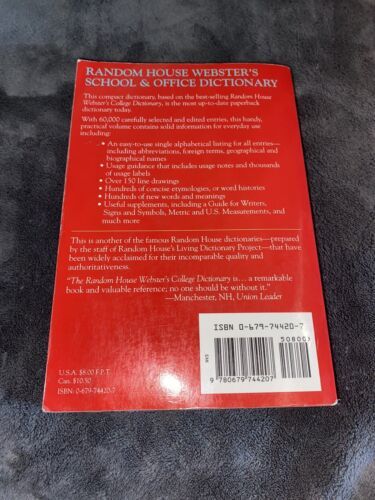 RANDOM HOUSE WEBSTER'S
SCHOOL & OFFICE DICTIONARY
This compact dictionary, based on the best-selling Random House
Webster's College Dictionary, is the most up-to-date paperback
dictionary today.
With 60,000 carefully selected and edited entries, this handy,
practical volume contains solid information for everyday use
including:
• An easy-to-use single alphabetical listing for all entries—
including abbreviations, foreign terms, geographical and
biographical names
• Usage guidance that includes usage notes and thousands
of usage labels
• Over 150 line drawings
• Hundreds of concise etymologies, or word histories
• Hundreds of new words and meanings
• Useful supplements, including a Guide for Writers,
Signs and Symbols, Metric and U.S. Measurements, and
much more
This is another of the famous Random House dictionaries—prepared
by the staff of Random House's Living Dictionary Project—that have
been widely acclaimed for their incomparable quality and
authoritativeness.
"The Random House Webster's College Dictionary is... a remarkable
book and valuable reference; no one should be without it."
—Manchester, NH, Union Leader
ISBN 0-679-74420-7
50800>
9 780679 744207
U.S.A. $8.00 F.P.T.
Can. $10.50
ISBN: 0-679-74420-7